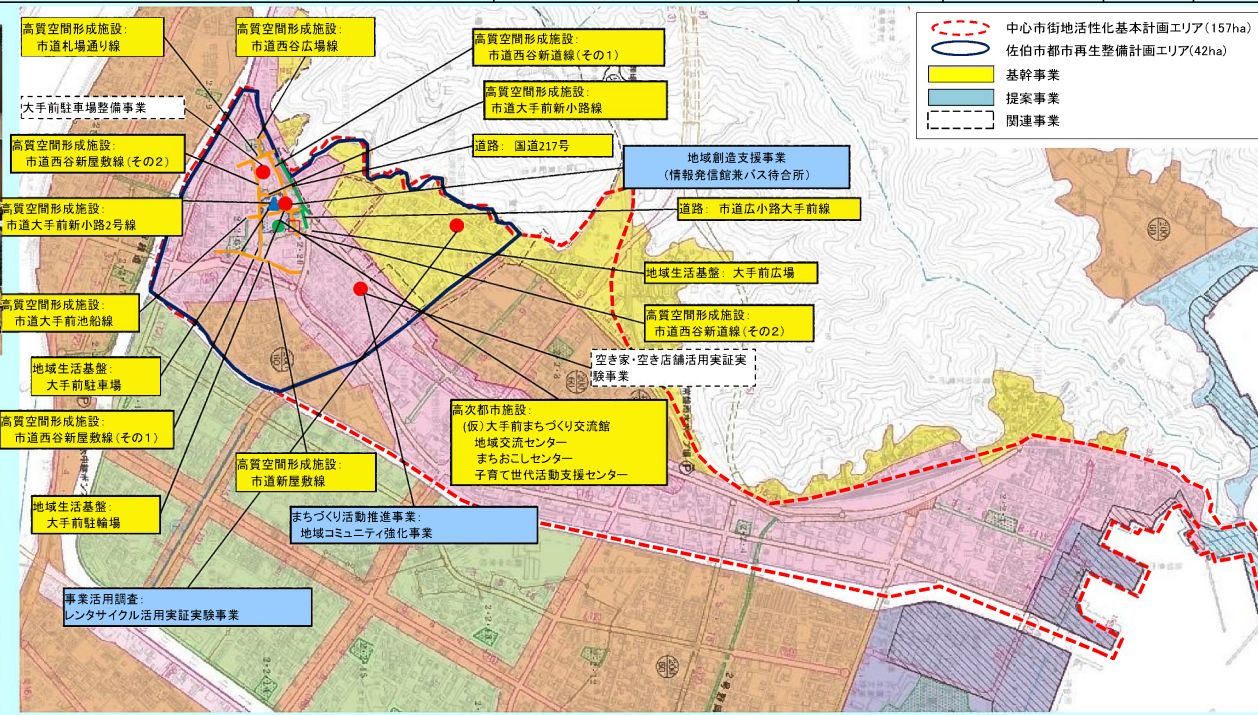 高質空間形成施設:
市道札場通り線
高質空間形成施設:
市道西谷広場線
高質空間形成施設:
市道西谷新道線(その1)
高質空間形成施設:
市道大手前新小路線
道路: 国道217号
地域創造支援事業
(情報発信館兼バス待合所)
道路: 市道広小路大手前線
地域生活基盤: 大手前広場
高質空間形成施設:
市道西谷新道線(その2)
空き家・空き店舗活用実証実
験事業
高次都市施設:
(仮)大手前まちづくり交流館
地域交流センター
まちおこしセンター
子育て世代活動支援センター
大手前駐車場整備事業
高質空間形成施設:
市道西谷新屋敷線(その2)
高質空間形成施設:
市道大手前新小路2号線
高質空間形成施設:
市道大手前池船線
地域生活基盤:
大手前駐車場
高質空間形成施設:
市道西谷新屋敷線(その1)
地域生活基盤:
大手前駐輪場
高質空間形成施設:
市道新屋敷線
まちづくり活動推進事業:
地域コミュニティ強化事業
事業活用調査:
レンタサイクル活用実証実験事業
中心市街地活性化基本計画エリア(157ha)
佐伯市都市再生整備計画エリア(42ha)
基幹事業
提案事業
関連事業